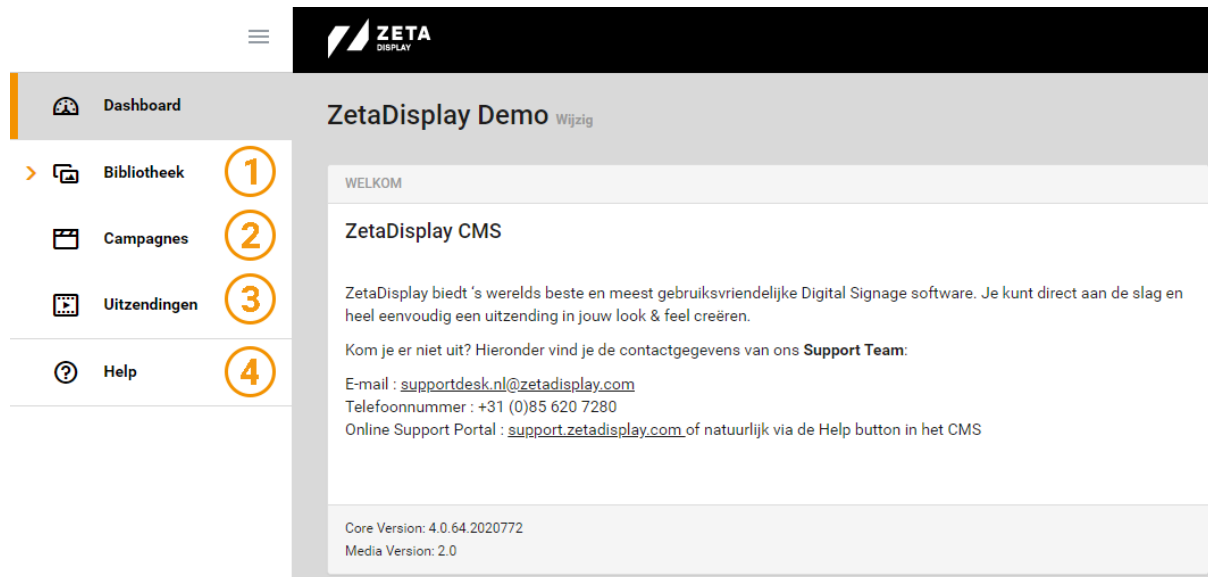 ZETA
DISPLAY
Dashboard
Bibliotheek 1
Campagnes 2
Uitzendingen 3
Help 4
ZetaDisplay Demo Wijzig
WELKOM
ZetaDisplay CMS
ZetaDisplay biedt ‘s werelds beste en meest gebruiksvriendelijke Digital Signage software. Je kunt direct aan de slag en
heel eenvoudig een uitzending in jouw look & feel creëren.
Kom je er niet uit? Hieronder vind je de contactgegevens van ons Support Team:
E-mail : supportdesk.nl@zetadisplay.com
Telefoonnummer : +31 (0)85 620 7280
Online Support Portal : support.zetadisplay.com of natuurlijk via de Help button in het CMS
Core Version: 4.0.64.2020772
Media Version: 2.0